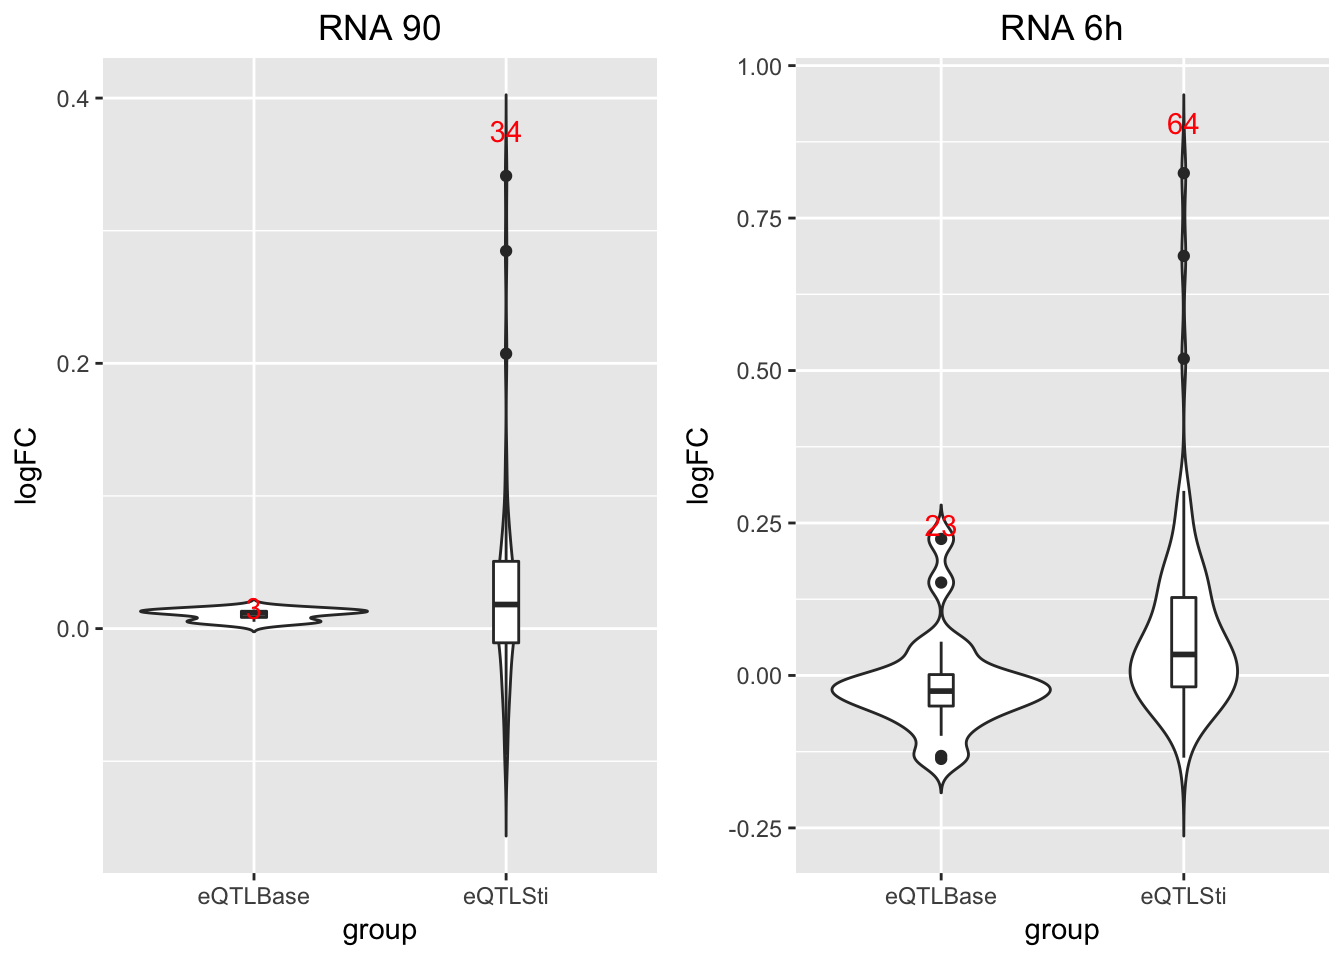 RNA 90
0.4
0.2
0.0
logFC
34
3
eQTLBase
eQTLSti
group
RNA 6h
1.00
0.75
0.50
0.25
0.00
-0.25
logFC
64
23
eQTLBase
eQTLSti
group